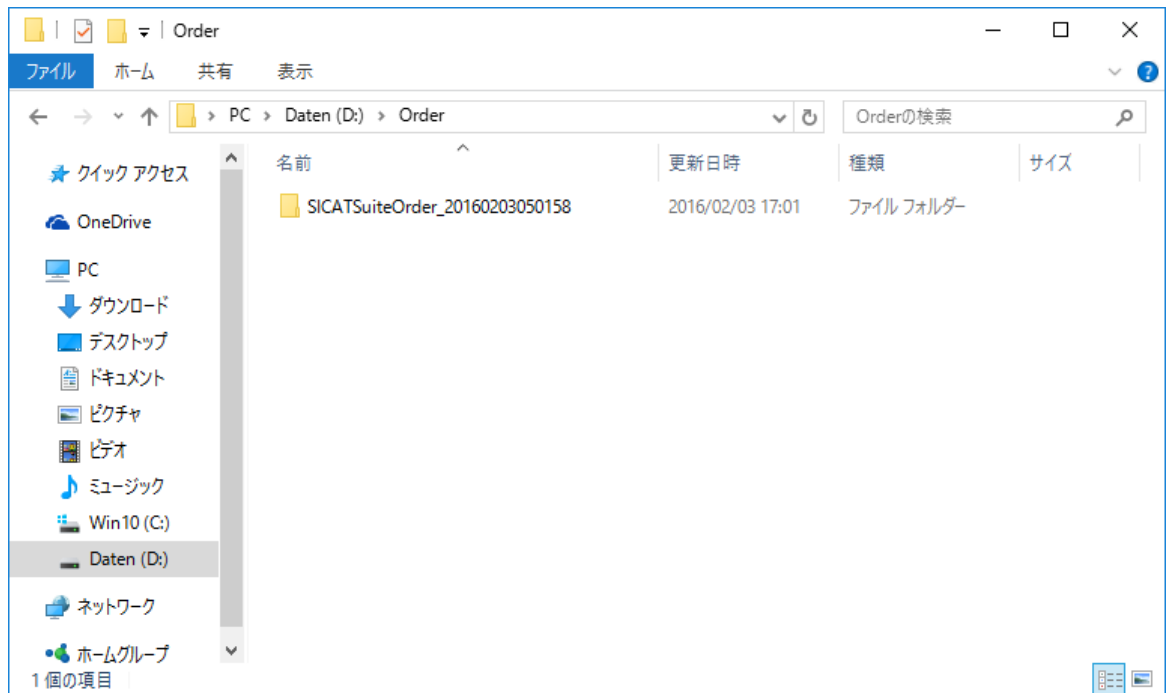 Order
ファイル ホーム 共有 表示
PC > Daten (D:) > Order
Orderの検索
クイック アクセス
OneDrive
PC
ダウンロード
デスクトップ
ドキュメント
ピクチャ
ビデオ
ミュージック
Win10 (C:)
Daten (D:)
ネットワーク
ホームグループ
名前 更新日時 種類 サイズ
SICATSuiteOrder_20160203050158 2016/02/03 17:01 ファイル フォルダー
1 個の項目